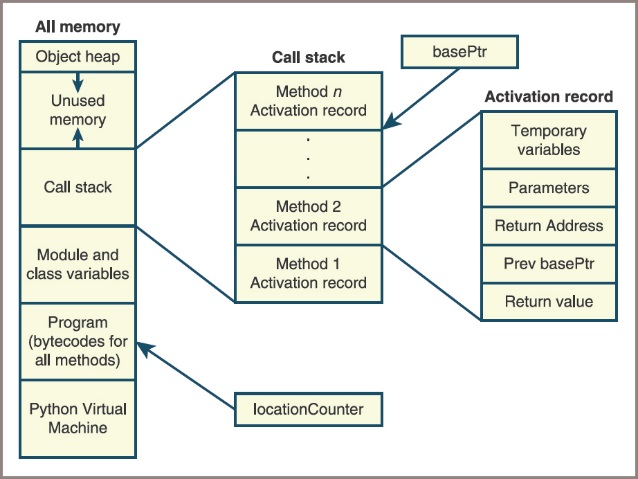 All memory
Object heap
Unused
memory
Call stack
Module and
class variables
Program
(bytecodes for
all methods)
Python Virtual
Machine
Call stack
Method n
Activation record
.
.
.
Method 2
Activation record
Method 1
Activation record
basePtr
locationCounter
Activation record
Temporary
variables
Parameters
Return Address
Prev basePtr
Return value